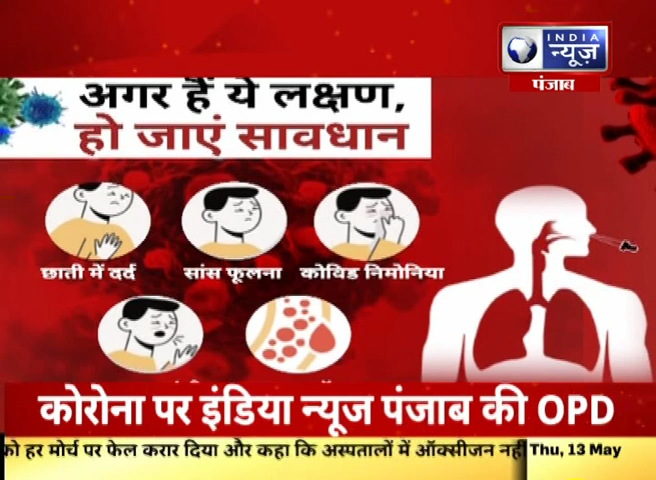 INDIA
न्यूज़
पंजाब
अगर हैं ये लक्षण,
हो जाएं सावधान
छाती में दर्द
सांस फूलना
कोविड निमोनिया
कोरोना पर इंडिया न्यूज पंजाब की OPD
को हर मोर्च पर फेल करार दिया और कहा कि अस्पतालों में ऑक्सीजन नहीं
Thu, 13 May